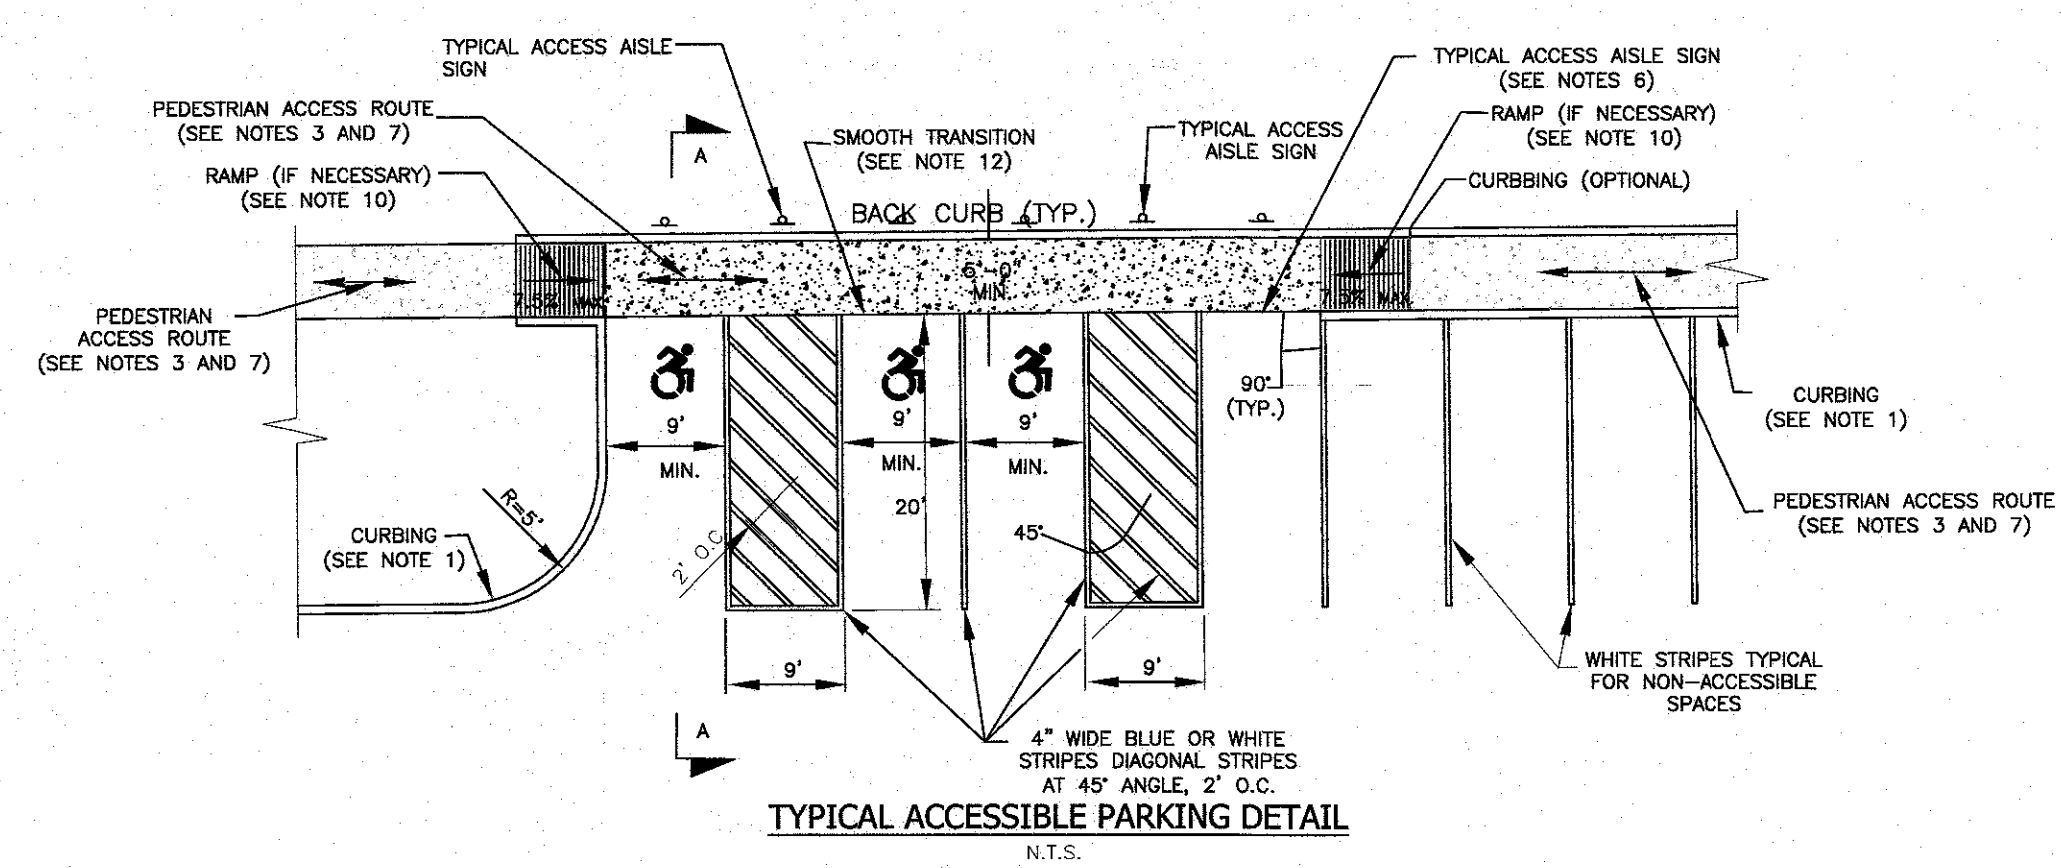 TYPICAL ACCESS AISLE
SIGN
TYPICAL ACCESS AISLE SIGN
(SEE NOTES 6)
PEDESTRIAN ACCESS ROUTE
(SEE NOTES 3 AND 7)
RAMP (IF NECESSARY)
(SEE NOTE 10)
A
SMOOTH TRANSITION
(SEE NOTE 12)
TYPICAL ACCESS
AISLE SIGN
RAMP (IF NECESSARY)
(SEE NOTE 10)
CURBBING (OPTIONAL)
BACK CURB (TYP.)
7.5% MAX
MIN
7.5% MAX
PEDESTRIAN
ACCESS ROUTE
(SEE NOTES 3 AND 7)
90°
(TYP.)
CURBING
(SEE NOTE 1)
9'
MIN.
9'
MIN.
9'
MIN.
20'
R=5'
CURBING
(SEE NOTE 1)
2' O.C.
45°
PEDESTRIAN ACCESS ROUTE
(SEE NOTES 3 AND 7)
9'
9'
WHITE STRIPES TYPICAL
FOR NON-ACCESSIBLE
SPACES
A
4" WIDE BLUE OR WHITE
STRIPES DIAGONAL STRIPES
AT 45° ANGLE, 2' O.C.
TYPICAL ACCESSIBLE PARKING DETAIL
N.T.S.